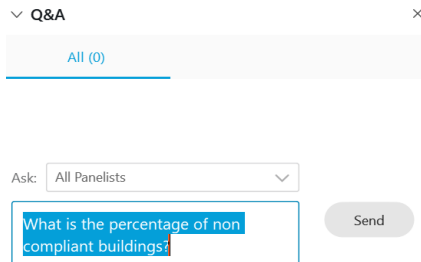 Q&A
All (0)
Ask: All Panelists
What is the percentage of non
compliant buildings?
Send